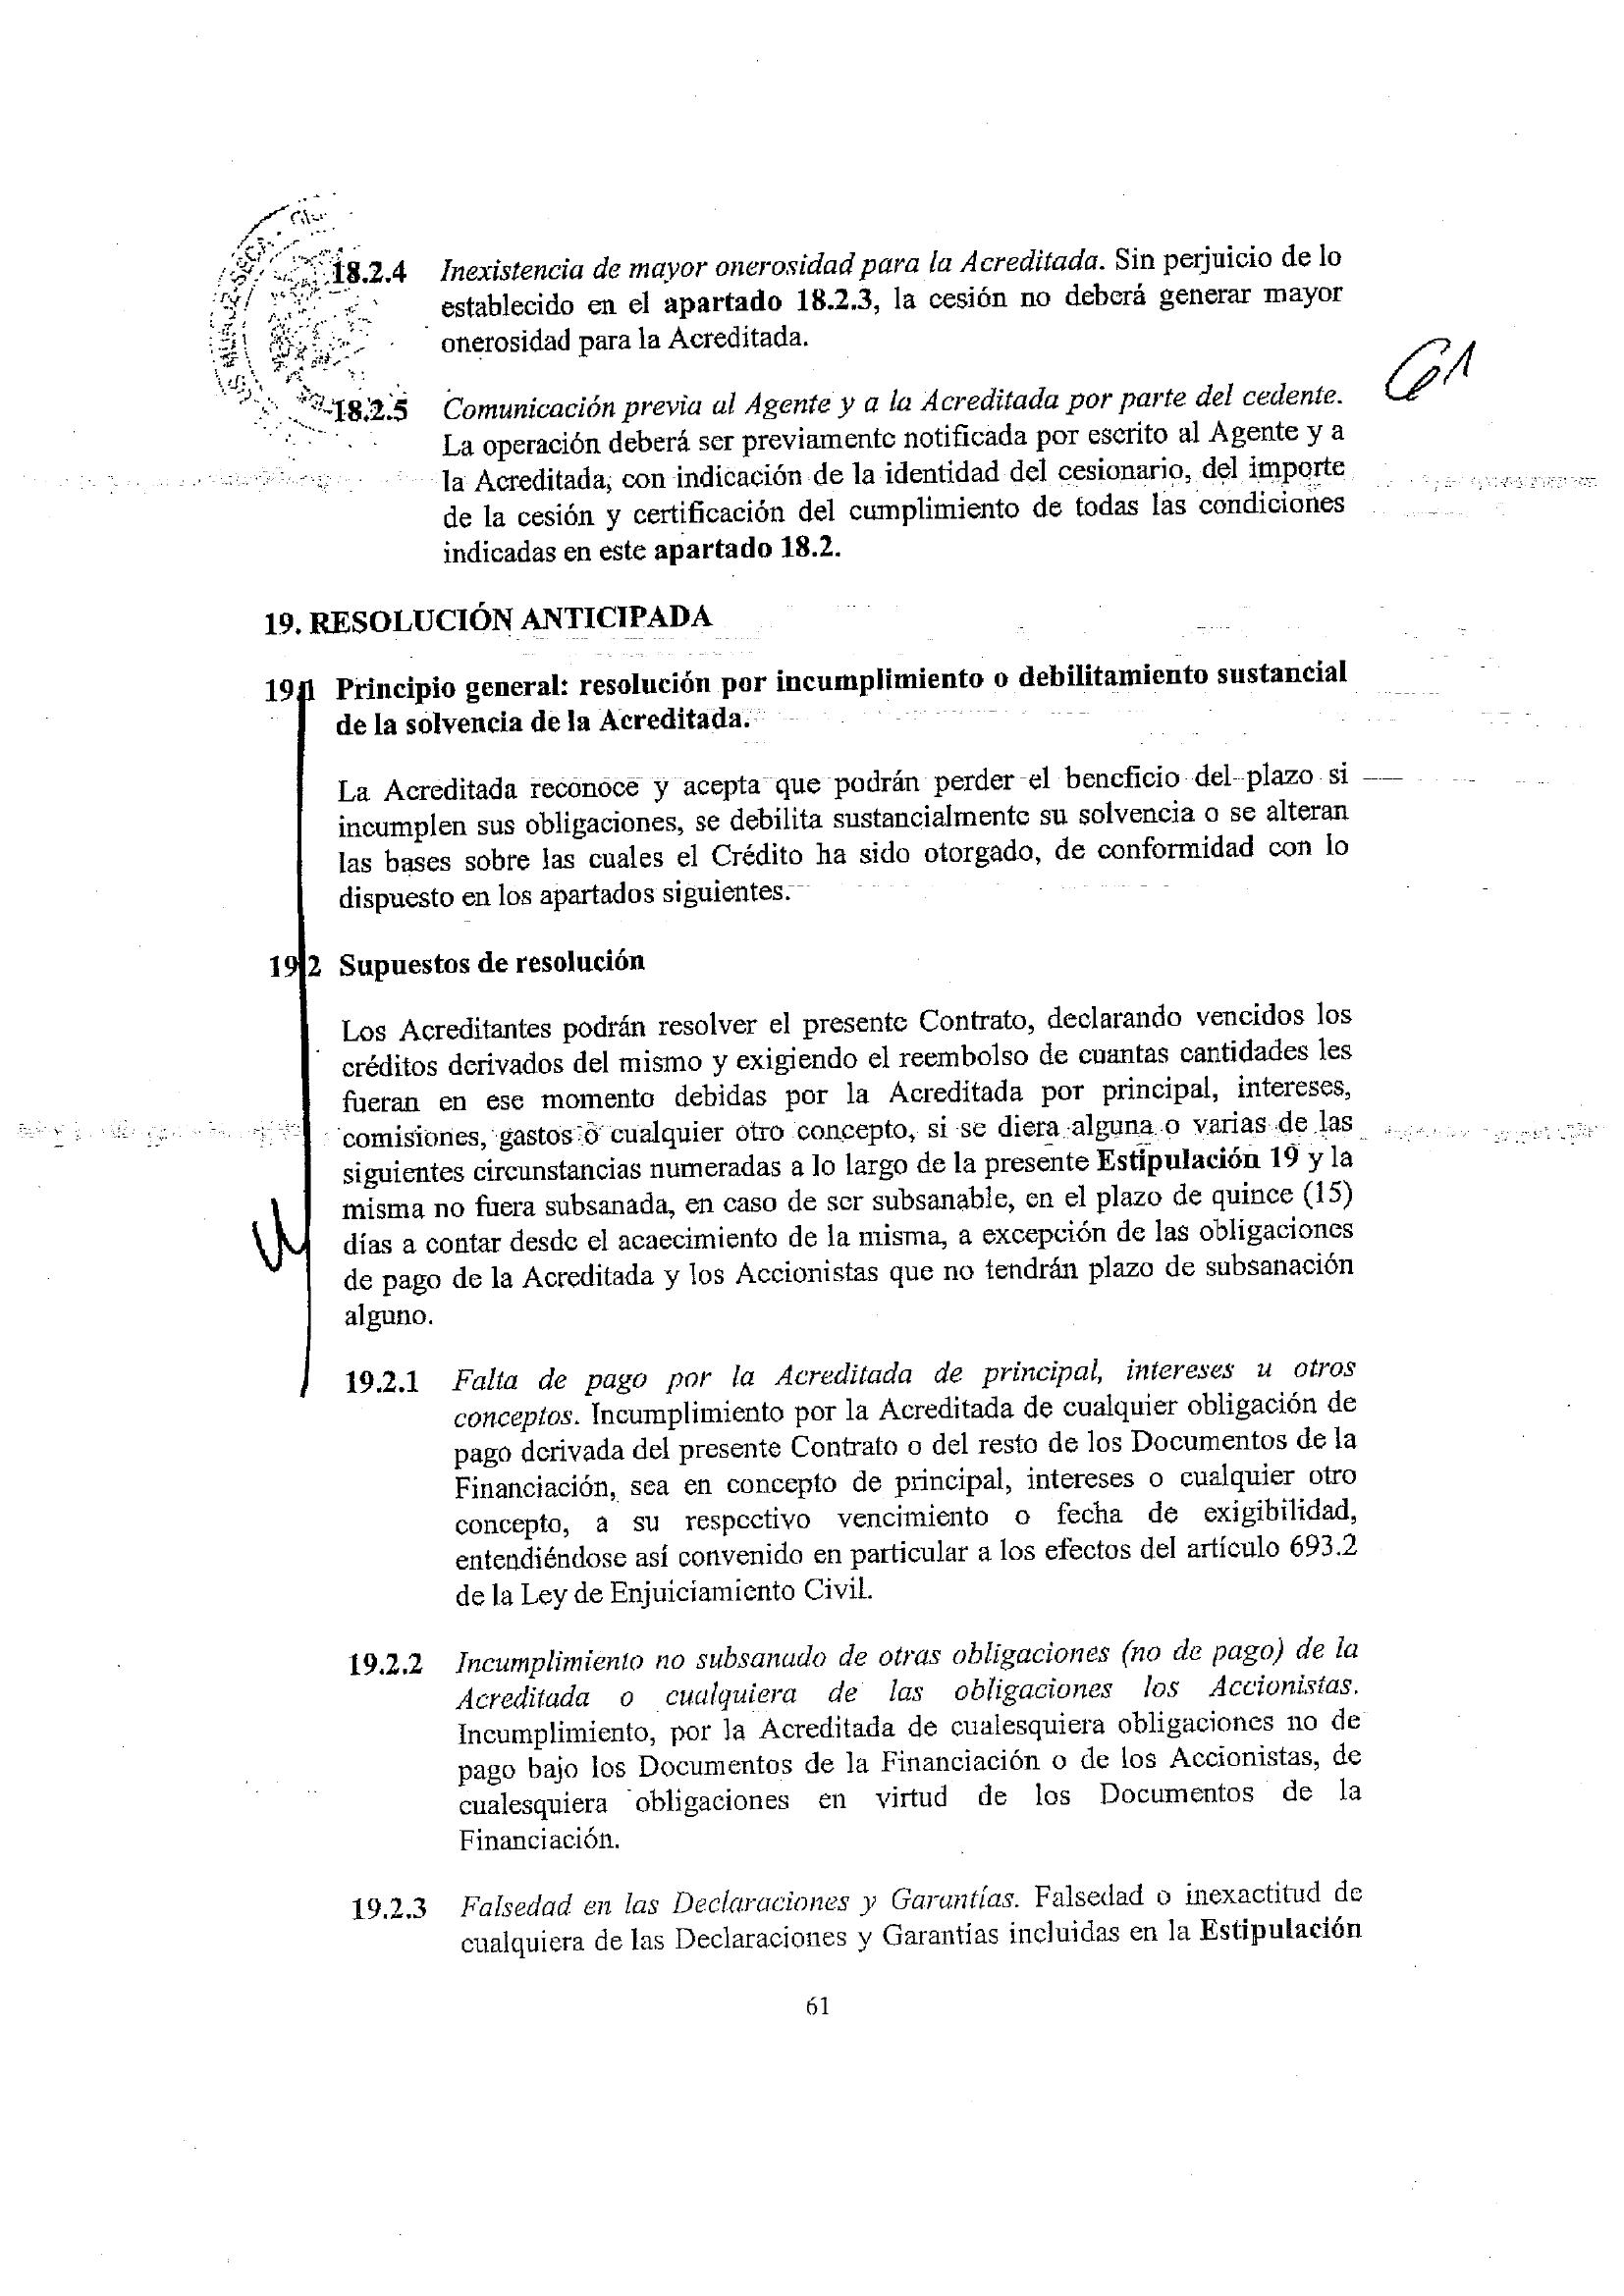 18.2.4 Inexistencia de mayor onerosidad para la Acreditada. Sin perjuicio de lo
establecido en el apartado 18.2.3, la cesión no deberá generar mayor
onerosidad para la Acreditada.
61
18.2.5 Comunicación previa al Agente y a la Acreditada por parte del cedente.
La operación deberá ser previamente notificada por escrito al Agente y a
la Acreditada, con indicación de la identidad del cesionario, del importe
de la cesión y certificación del cumplimiento de todas las condiciones
indicadas en este apartado 18.2.
19. RESOLUCIÓN ANTICIPADA
19.1 Principio general: resolución por incumplimiento o debilitamiento sustancial
de la solvencia de la Acreditada.
La Acreditada reconoce y acepta que podrán perder el beneficio del plazo si
incumplen sus obligaciones, se debilita sustancialmente su solvencia o se alteran
las bases sobre las cuales el Crédito ha sido otorgado, de conformidad con lo
dispuesto en los apartados siguientes.
19.2 Supuestos de resolución
Los Acreditantes podrán resolver el presente Contrato, declarando vencidos los
créditos derivados del mismo y exigiendo el reembolso de cuantas cantidades les
fueran en ese momento debidas por la Acreditada por principal, intereses,
comisiones, gastos o cualquier otro concepto, si se diera alguna o varias de las
siguientes circunstancias numeradas a lo largo de la presente Estipulación 19 y la
misma no fuera subsanada, en caso de ser subsanable, en el plazo de quince (15)
días a contar desde el acaecimiento de la misma, a excepción de las obligaciones
de pago de la Acreditada y los Accionistas que no tendrán plazo de subsanación
alguno.
19.2.1 Falta de pago por la Acreditada de principal, intereses u otros
conceptos. Incumplimiento por la Acreditada de cualquier obligación de
pago derivada del presente Contrato o del resto de los Documentos de la
Financiación, sea en concepto de principal, intereses o cualquier otro
concepto, a su respectivo vencimiento o fecha de exigibilidad,
entendiéndose así convenido en particular a los efectos del artículo 693.2
de la Ley de Enjuiciamiento Civil.
19.2.2 Incumplimiento no subsanado de otras obligaciones (no de pago) de la
Acreditada o cualquiera de las obligaciones los Accionistas.
Incumplimiento, por la Acreditada de cualesquiera obligaciones no de
pago bajo los Documentos de la Financiación o de los Accionistas, de
cualesquiera obligaciones en virtud de los Documentos de la
Financiación.
19.2.3 Falsedad en las Declaraciones y Garantías. Falsedad o inexactitud de
cualquiera de las Declaraciones y Garantías incluidas en la Estipulación
61